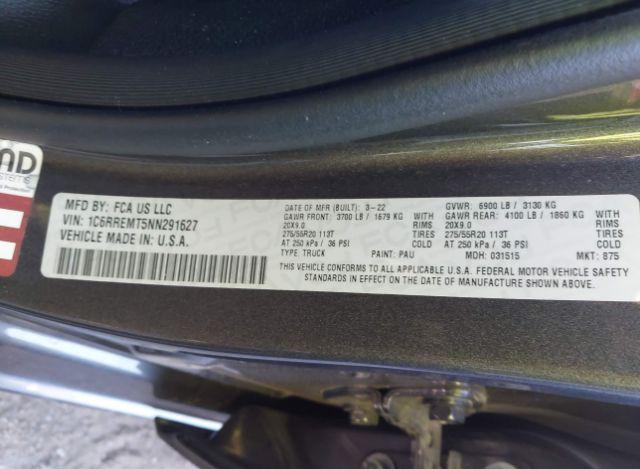 MFD BY: FCA US LLC
VIN: 1C6RREMT5NN291627
VEHICLE MADE IN: U.S.A.
DATE OF MFR (BUILT): 3-22 GVWR: 6900 LB / 3130 KG
GAWR FRONT: 3700 LB / 1679 KG WITH GAWR REAR: 4100 LB / 1860 KG WITH
20X9.0 RIMS 20X9.0 RIMS
275/55R20 113T TIRES 275/55R20 113T TIRES
AT 250 kPa / 36 PSI COLD AT 250 kPa / 36 PSI COLD
TYPE: TRUCK PAINT: PAU MDH: 031515 MKT: 875
THIS VEHICLE CONFORMS TO ALL APPLICABLE U.S.A. FEDERAL MOTOR VEHICLE SAFETY
STANDARDS IN EFFECT ON THE DATE OF MANUFACTURE SHOWN ABOVE.